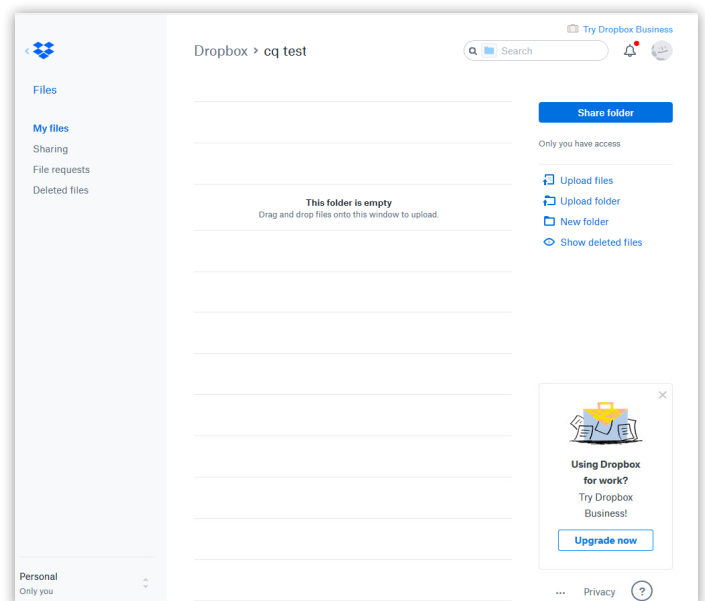 Try Dropbox Business
Dropbox > cq test
Search
Files
My files
Sharing
File requests
Deleted files
Share folder
Only you have access
This folder is empty
Drag and drop files onto this window to upload.
Upload files
Upload folder
New folder
Show deleted files
Using Dropbox
for work?
Try Dropbox
Business!
Upgrade now
Personal
Only you
... Privacy ?